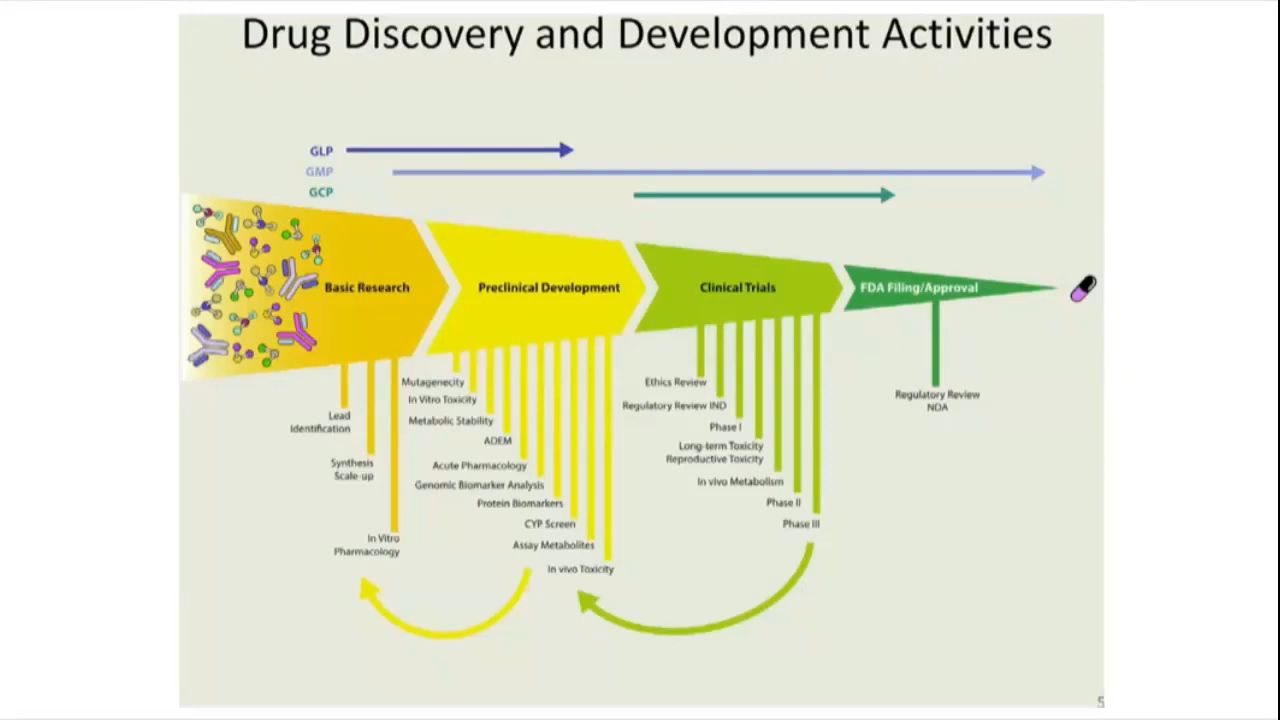 Drug Discovery and Development Activities
GLP
GMP
GCP
Basic Research
Preclinical Development
Clinical Trials
FDA Filing/Approval
Lead
Identification
Synthesis
Scale-up
In Vitro
Pharmacology
Mutagenecity
In Vitro Toxicity
Metabolic Stability
ADEM
Acute Pharmacology
Genomic Biomarker Analysis
Protein Biomarkers
CYP Screen
Assay Metabolites
In vivo Toxicity
Ethics Review
Regulatory Review IND
Phase I
Long-term Toxicity
Reproductive Toxicity
In vivo Metabolism
Phase II
Phase III
Regulatory Review
NDA
5